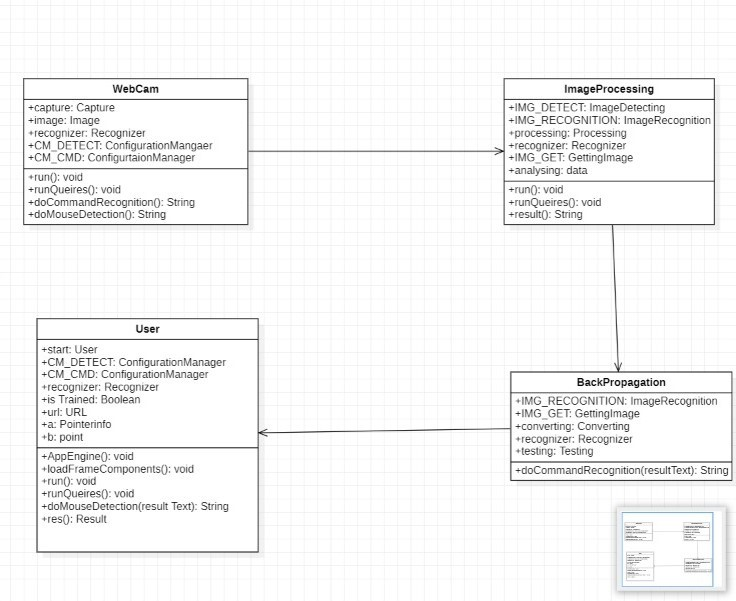 WebCam
+capture: Capture
+image: Image
+recognizer: Recognizer
+CM_DETECT: ConfigurationMangaer
+CM_CMD: ConfigurtaionManager
+run(): void
+runQueires(): void
+doCommandRecognition(): String
+doMouseDetection(): String
ImageProcessing
+IMG_DETECT: ImageDetecting
+IMG_RECOGNITION: ImageRecognition
+processing: Processing
+recognizer: Recognizer
+IMG_GET: GettingImage
+analysing: data
+run(): void
+runQueires(): void
+result(): String
User
+start: User
+CM_DETECT: ConfigurationManager
+CM_CMD: ConfigurationManager
+recognizer: Recognizer
+is Trained: Boolean
+url: URL
+a: Pointerinfo
+b: point
+AppEngine(): void
+loadFrameComponents(): void
+run(): void
+runQueires(): void
+doMouseDetection(result Text): String
+res(): Result
BackPropagation
+IMG_RECOGNITION: ImageRecognition
+IMG_GET: GettingImage
+converting: Converting
+recognizer: Recognizer
+testing: Testing
+doCommandRecognition(resultText): String